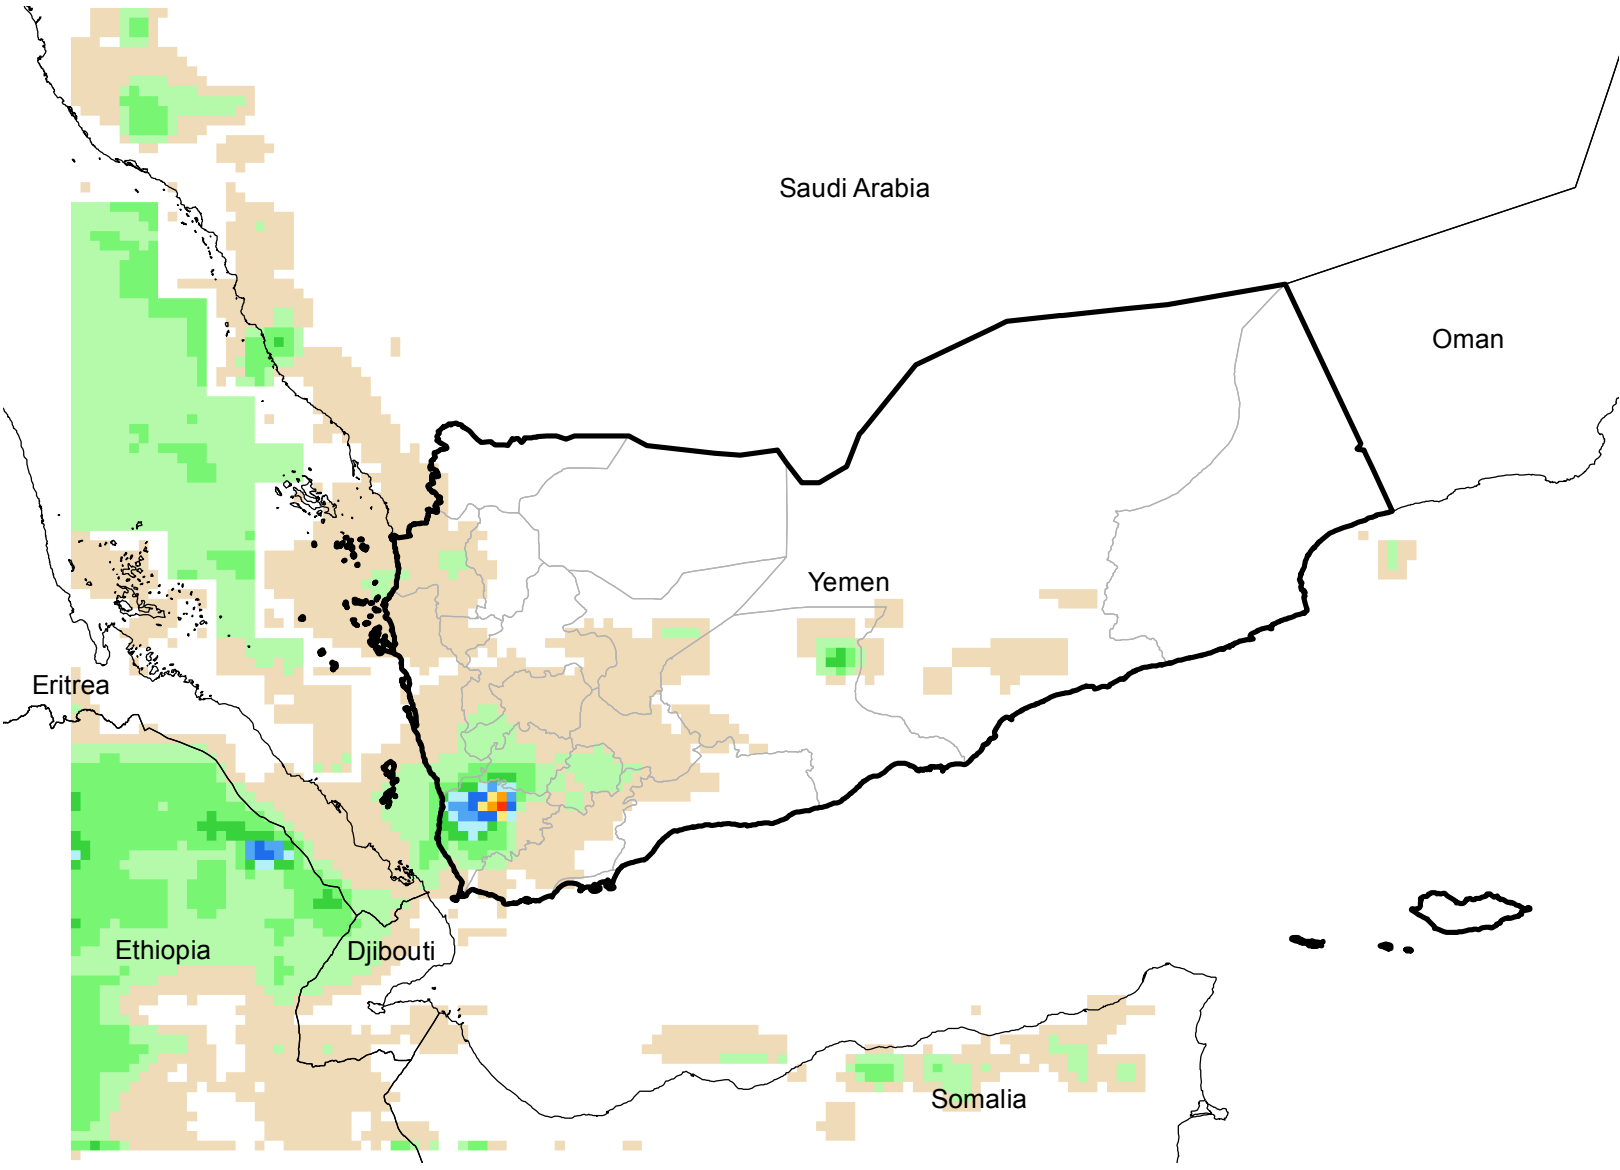 Saudi Arabia
Oman
Yemen
Eritrea
Ethiopia
Djibouti
Somalia